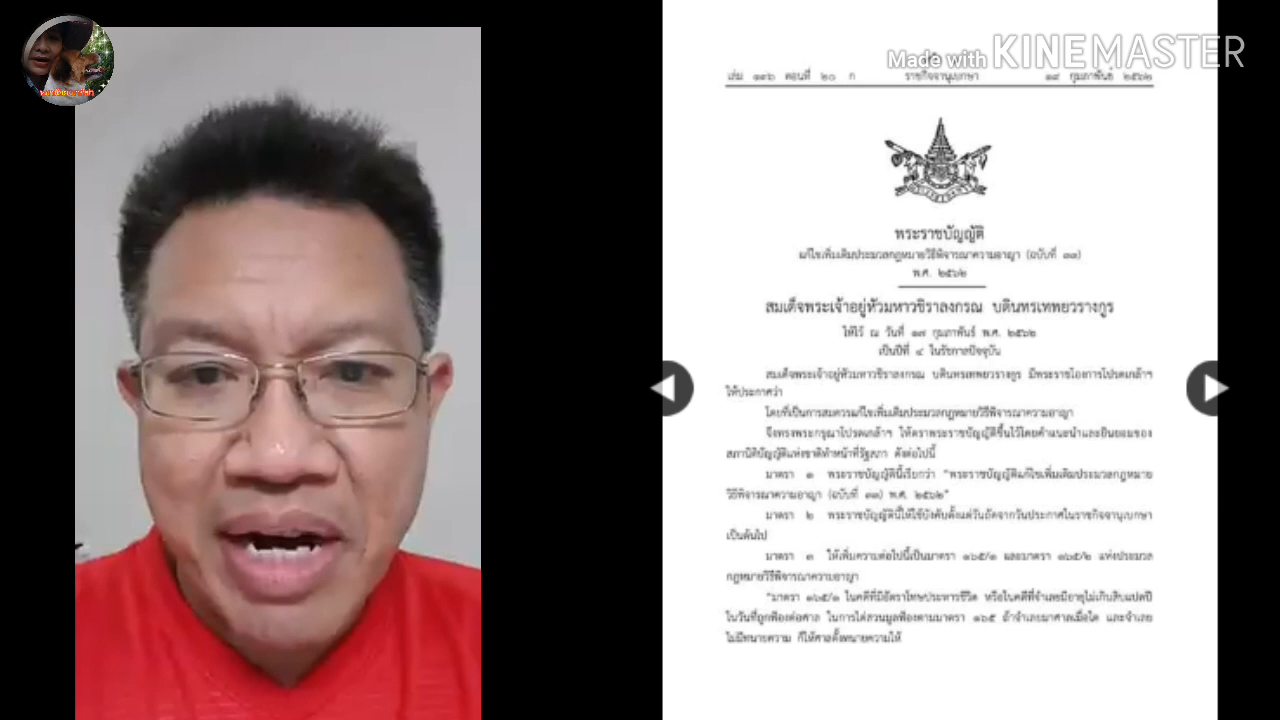 Made with KINEMASTER
เล่ม ๑๓๖ ตอนที่ ๒๐ ก ราชกิจจานุเบกษา ๑๙ กุมภาพันธ์ ๒๕๖๒
พระราชบัญญัติ
แก้ไขเพิ่มเติมประมวลกฎหมายวิธีพิจารณาความอาญา (ฉบับที่ ๓๓)
พ.ศ. ๒๕๖๒
สมเด็จพระเจ้าอยู่หัวมหาวชิราลงกรณ บดินทรเทพยวรางกูร
ให้ไว้ ณ วันที่ ๑๗ กุมภาพันธ์ พ.ศ. ๒๕๖๒
เป็นปีที่ ๔ ในรัชกาลปัจจุบัน
สมเด็จพระเจ้าอยู่หัวมหาวชิราลงกรณ บดินทรเทพยวรางกูร มีพระราชโองการโปรดเกล้าฯ
ให้ประกาศว่า
โดยที่เป็นการสมควรแก้ไขเพิ่มเติมประมวลกฎหมายวิธีพิจารณาความอาญา
จึงทรงพระกรุณาโปรดเกล้าฯ ให้ตราพระราชบัญญัติขึ้นไว้โดยคำแนะนำและยินยอมของ
สภานิติบัญญัติแห่งชาติทำหน้าที่รัฐสภา ดังต่อไปนี้
มาตรา ๑ พระราชบัญญัตินี้เรียกว่า "พระราชบัญญัติแก้ไขเพิ่มเติมประมวลกฎหมาย
วิธีพิจารณาความอาญา (ฉบับที่ ๓๓) พ.ศ. ๒๕๖๒"
มาตรา ๒ พระราชบัญญัตินี้ให้ใช้บังคับตั้งแต่วันถัดจากวันประกาศในราชกิจจานุเบกษา
เป็นต้นไป
มาตรา ๓ ให้เพิ่มความต่อไปนี้เป็นมาตรา ๑๖๕/๑ และมาตรา ๑๖๕/๒ แห่งประมวล
กฎหมายวิธีพิจารณาความอาญา
"มาตรา ๑๖๕/๑ ในคดีที่มีอัตราโทษประหารชีวิต หรือในคดีที่จำเลยมีอายุไม่เกินสิบแปดปี
ในวันที่ถูกฟ้องต่อศาล ในการไต่สวนมูลฟ้องตามมาตรา ๑๖๕ ถ้าจำเลยมาศาลเมื่อใด และจำเลย
ไม่มีทนายความ ก็ให้ศาลตั้งทนายความให้